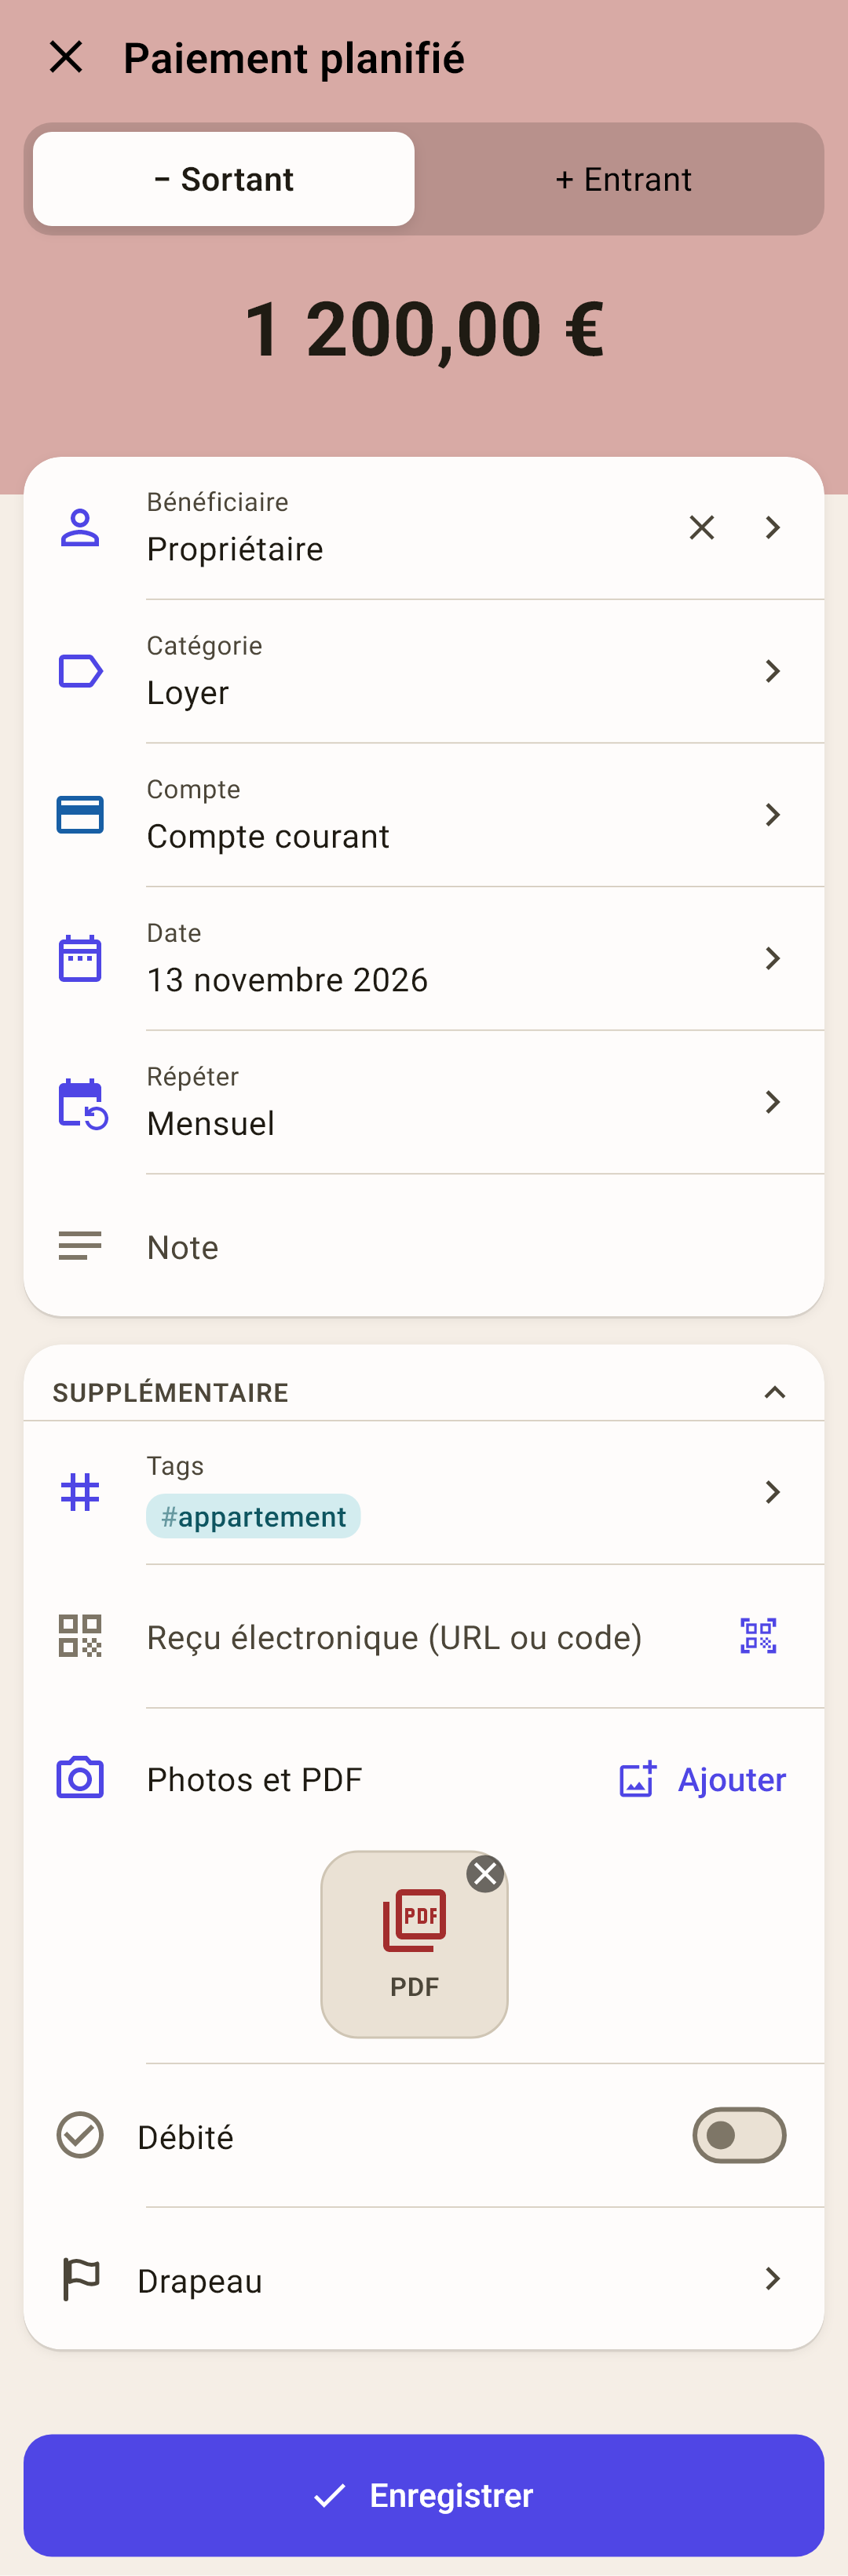 Paiement planifié
− Sortant
+ Entrant
1 200,00 €
Bénéficiaire
Propriétaire
Catégorie
Loyer
Compte
Compte courant
Date
13 novembre 2026
Répéter
Mensuel
Note
SUPPLÉMENTAIRE
Tags
#appartement
Reçu électronique (URL ou code)
Photos et PDF
Ajouter
PDF
PDF
Débité
Drapeau
Enregistrer